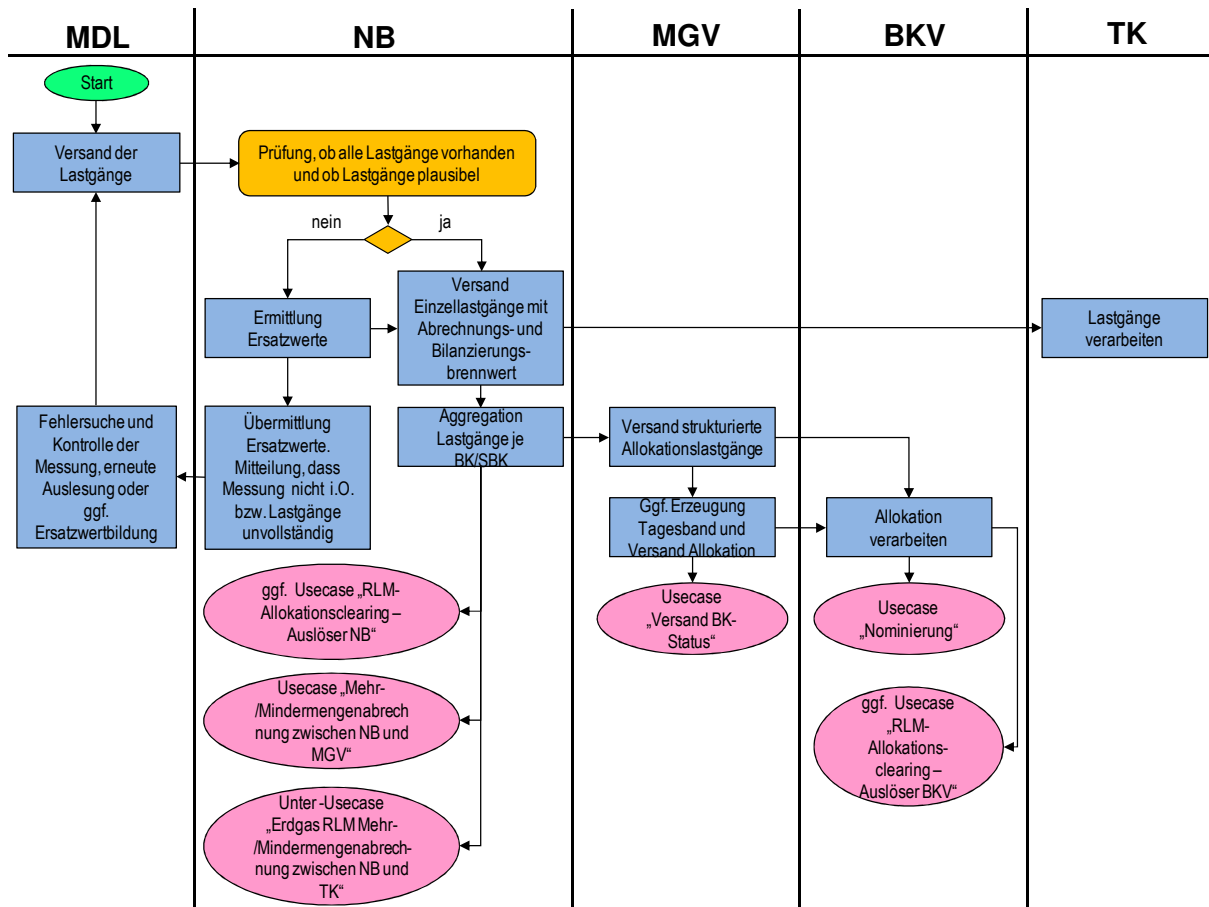 MDL
NB
MGV
BKV
TK
Start
Versand der
Lastgänge
Prüfung, ob alle Lastgänge vorhanden
und ob Lastgänge plausibel
nein
ja
Ermittlung
Ersatzwerte
Versand
Einzellastgänge mit
Abrechnungs- und
Bilanzierungs-
brennwert
Lastgänge
verarbeiten
Fehlersuche und
Kontrolle der
Messung, erneute
Auslesung oder
ggf.
Ersatzwertbildung
Übermittlung
Ersatzwerte.
Mitteilung, dass
Messung nicht i.O.
bzw. Lastgänge
unvollständig
Aggregation
Lastgänge je
BK/SBK
Versand strukturierte
Allokationslastgänge
Ggf. Erzeugung
Tagesband und
Versand Allokation
Allokation
verarbeiten
ggf. Usecase „RLM-
Allokationsclearing –
Auslöser NB“
Usecase
„Versand BK-
Status“
Usecase
„Nominierung“
Usecase „Mehr-
/Mindermengenabrech
nung zwischen NB und
MGV“
ggf. Usecase
„RLM-
Allokations-
clearing –
Auslöser BKV“
Unter -Usecase
„Erdgas RLM Mehr-
/Mindermengenabrech-
nung zwischen NB und
TK“